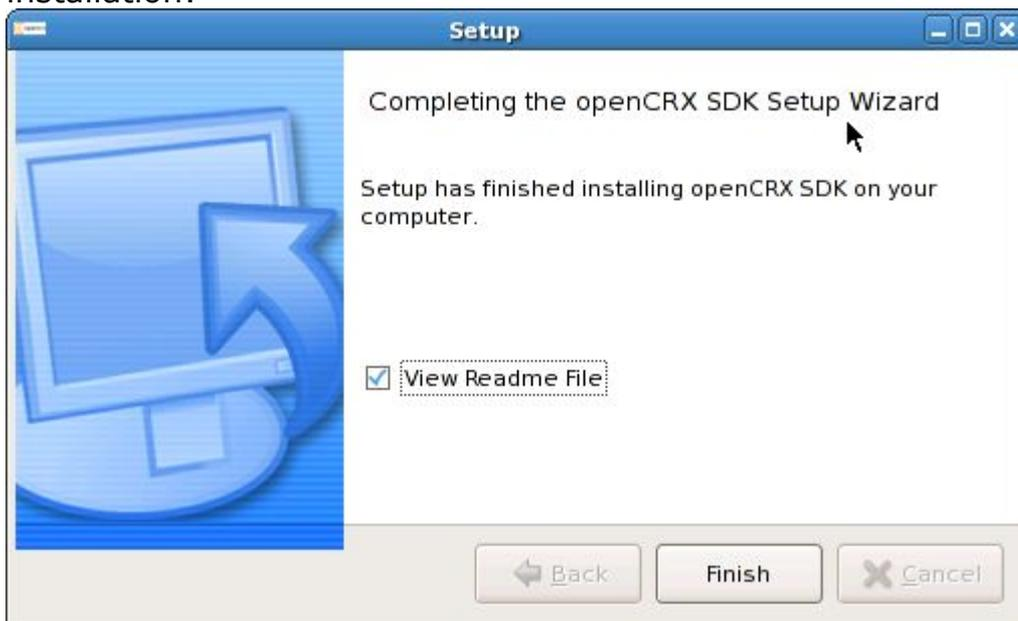 installation:
Setup
Completing the openCRX SDK Setup Wizard
Setup has finished installing openCRX SDK on your
computer.
View Readme File
Back
Finish
Cancel